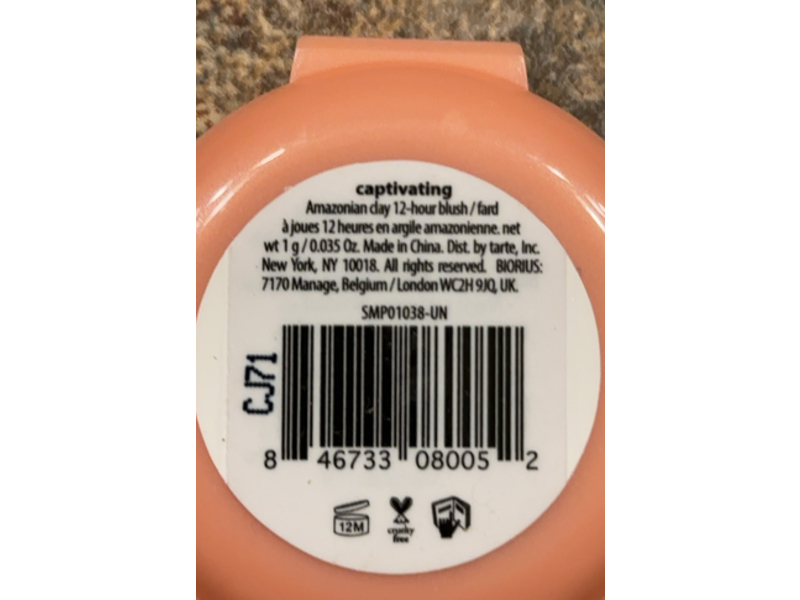 captivating
Amazonian clay 12-hour blush / fard
à joues 12 heures en argile amazonienne. net
wt 1 g / 0.035 Oz. Made in China. Dist. by tarte, Inc.
New York, NY 10018. All rights reserved. BIORIUS:
7170 Manage, Belgium / London WC2H 9JQ, UK.
SMP01038-UN
CJ71
8 46733 08005 2
12M
cruelty
free